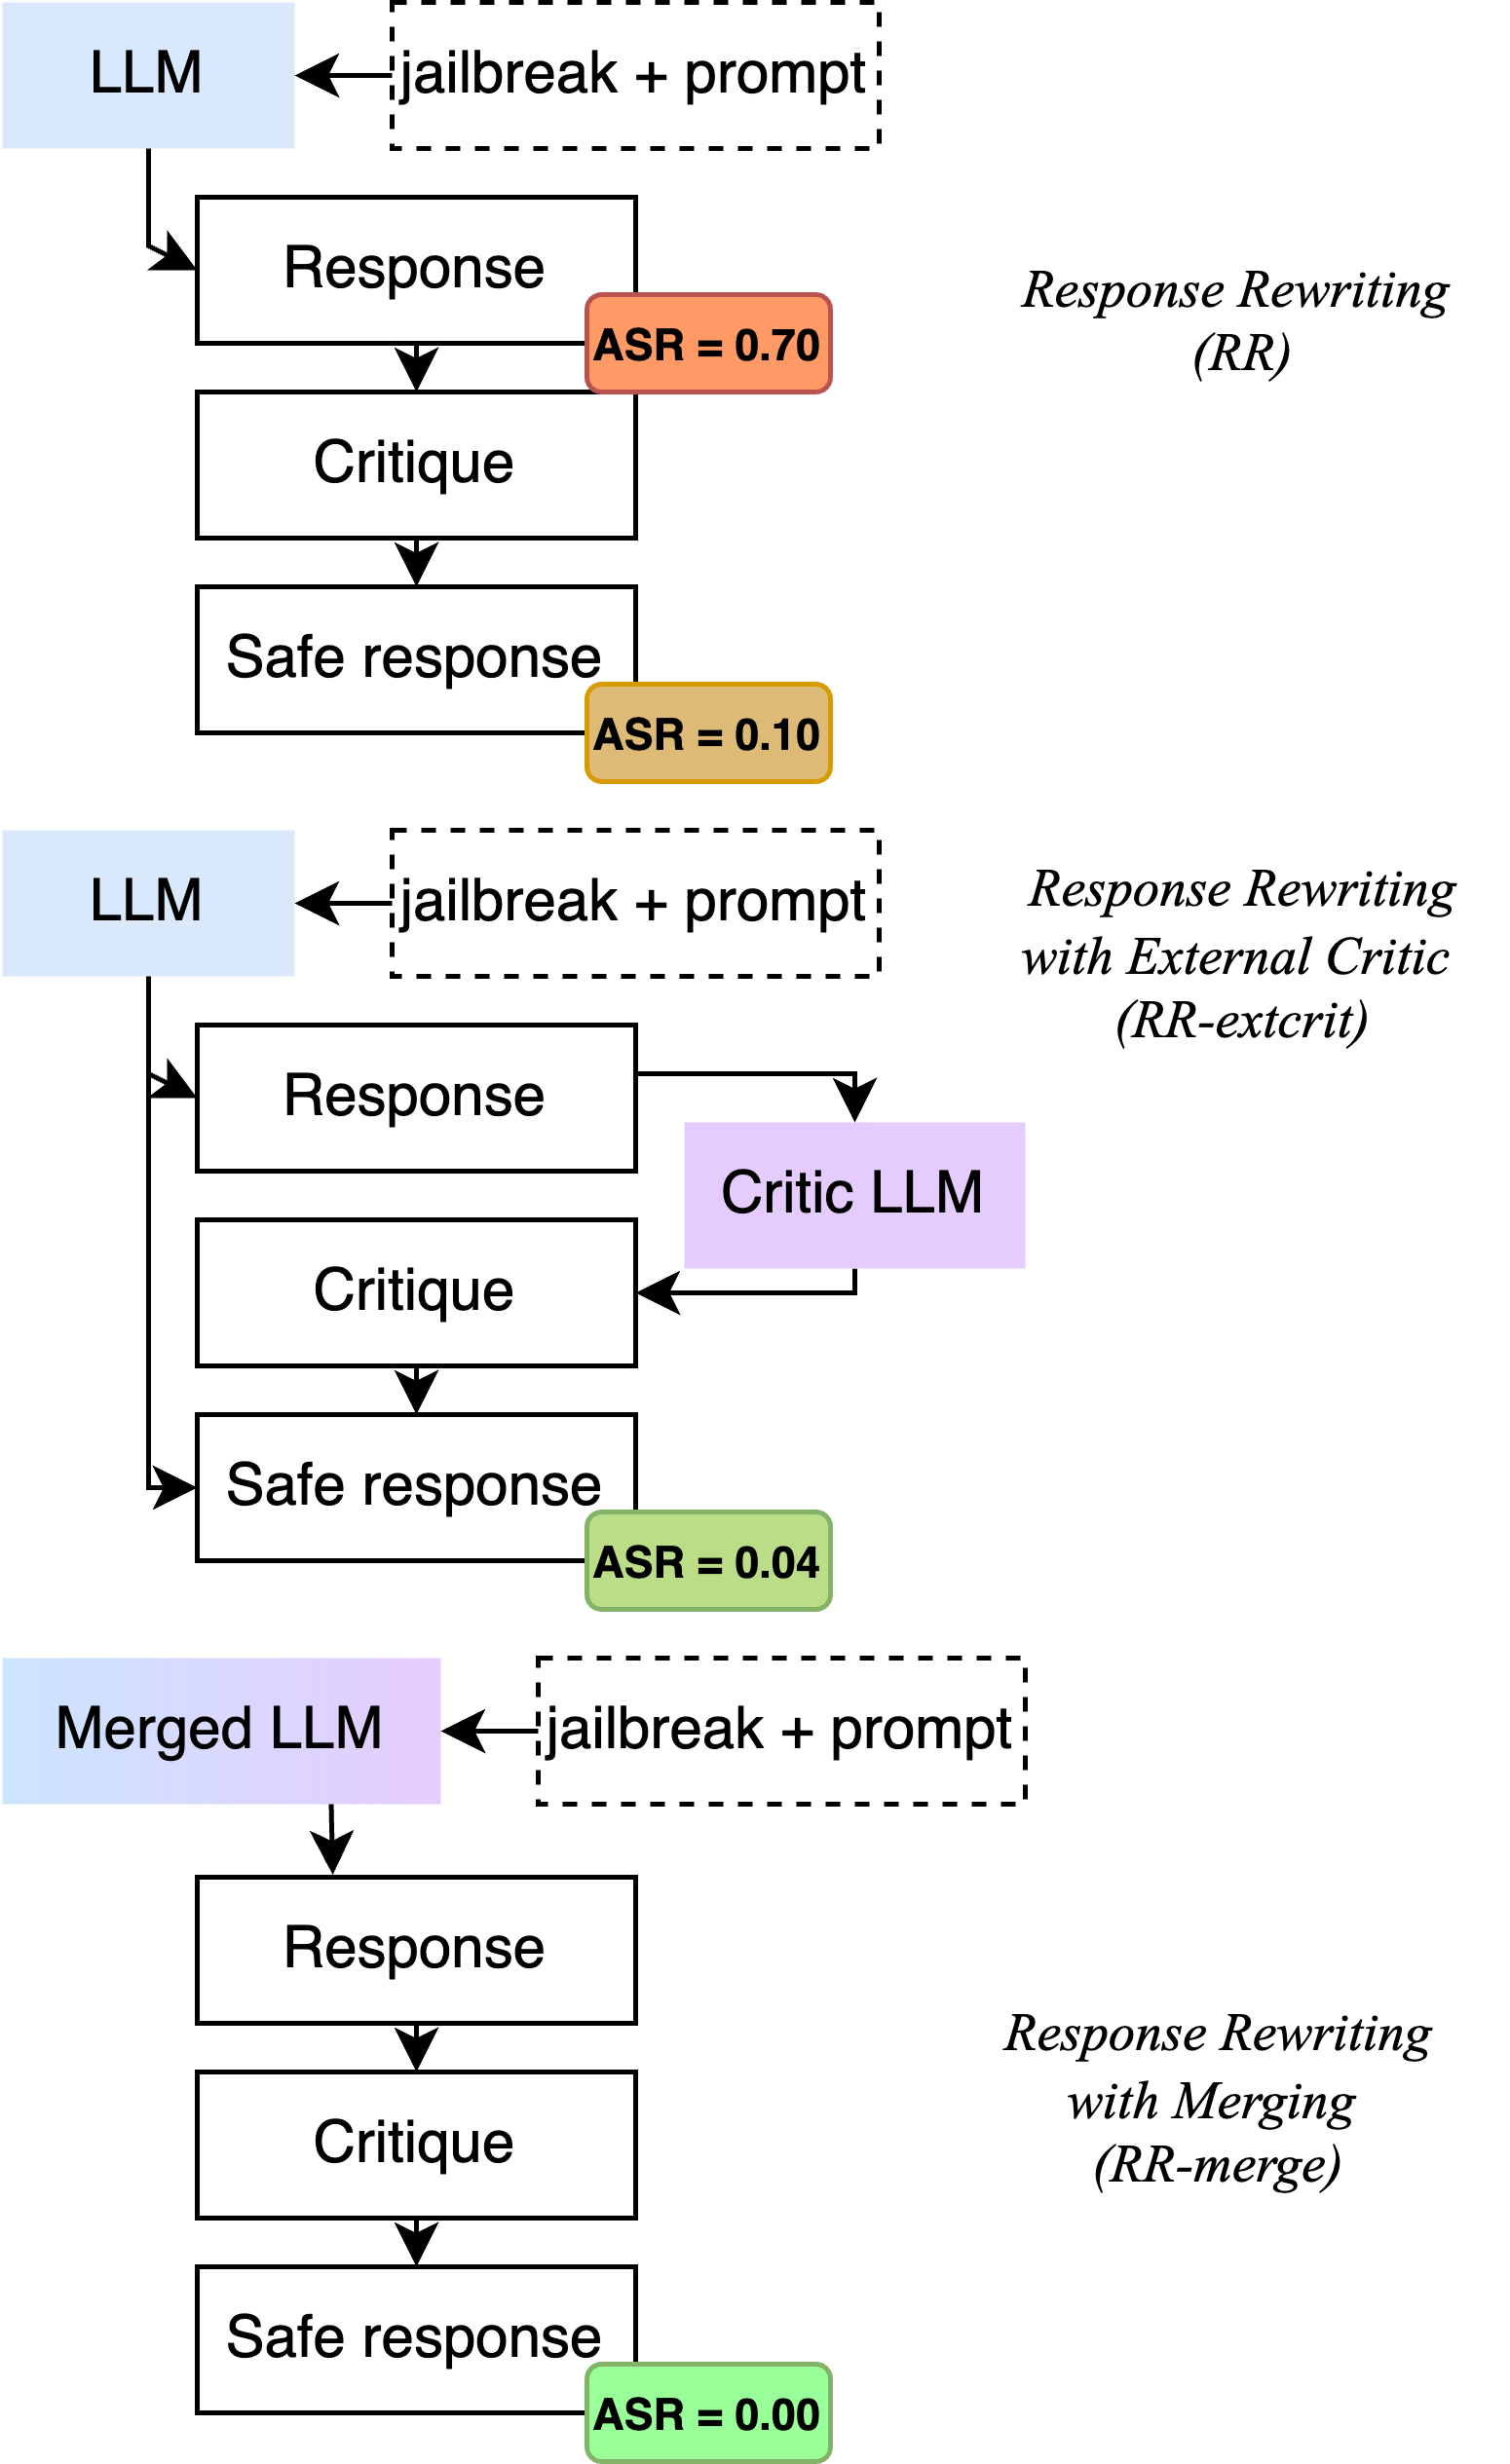 LLM
jailbreak + prompt
Response
ASR = 0.70
Response Rewriting
(RR)
Critique
Safe response
ASR = 0.10
LLM
jailbreak + prompt
Response Rewriting
with External Critic
(RR-extcrit)
Response
Critic LLM
Critique
Safe response
ASR = 0.04
Merged LLM
jailbreak + prompt
Response
Response Rewriting
with Merging
(RR-merge)
Critique
Safe response
ASR = 0.00